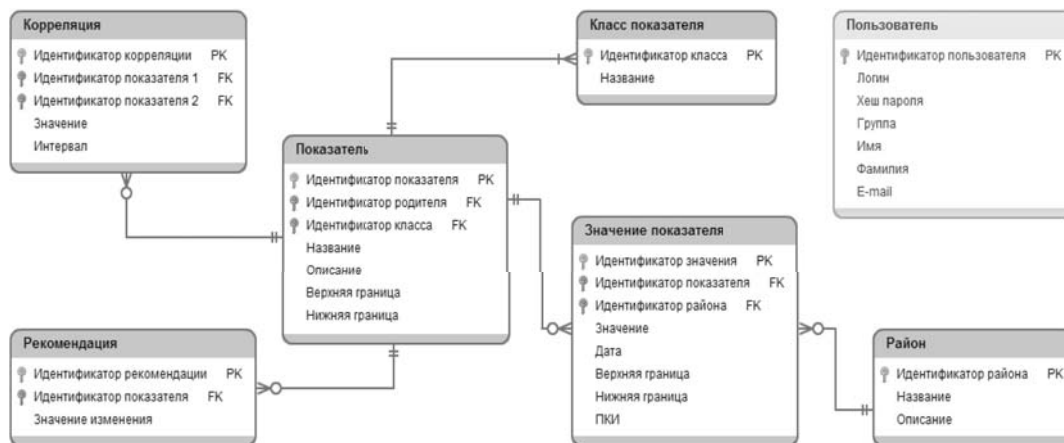 Корреляция
Идентификатор корреляции PK
Идентификатор показателя 1 FK
Идентификатор показателя 2 FK
Значение
Интервал
Класс показателя
Идентификатор класса PK
Название
Пользователь
Идентификатор пользователя PK
Логин
Хеш пароля
Группа
Имя
Фамилия
E-mail
Показатель
Идентификатор показателя PK
Идентификатор родителя FK
Идентификатор класса FK
Название
Описание
Верхняя граница
Нижняя граница
Значение показателя
Идентификатор значения PK
Идентификатор показателя FK
Идентификатор района FK
Значение
Дата
Верхняя граница
Нижняя граница
ПКИ
Рекомендация
Идентификатор рекомендации PK
Идентификатор показателя FK
Значение изменения
Район
Идентификатор района PK
Название
Описание